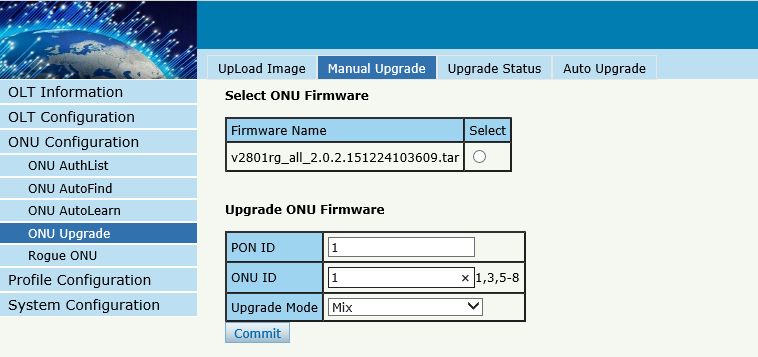 UpLoad Image Manual Upgrade Upgrade Status Auto Upgrade
OLT Information
OLT Configuration
ONU Configuration
ONU AuthList
ONU AutoFind
ONU AutoLearn
ONU Upgrade
Rogue ONU
Profile Configuration
System Configuration
Select ONU Firmware
Firmware Name Select
v2801rg_all_2.0.2.151224103609.tar
Upgrade ONU Firmware
PON ID 1
ONU ID 1 × 1,3,5-8
Upgrade Mode Mix
Commit